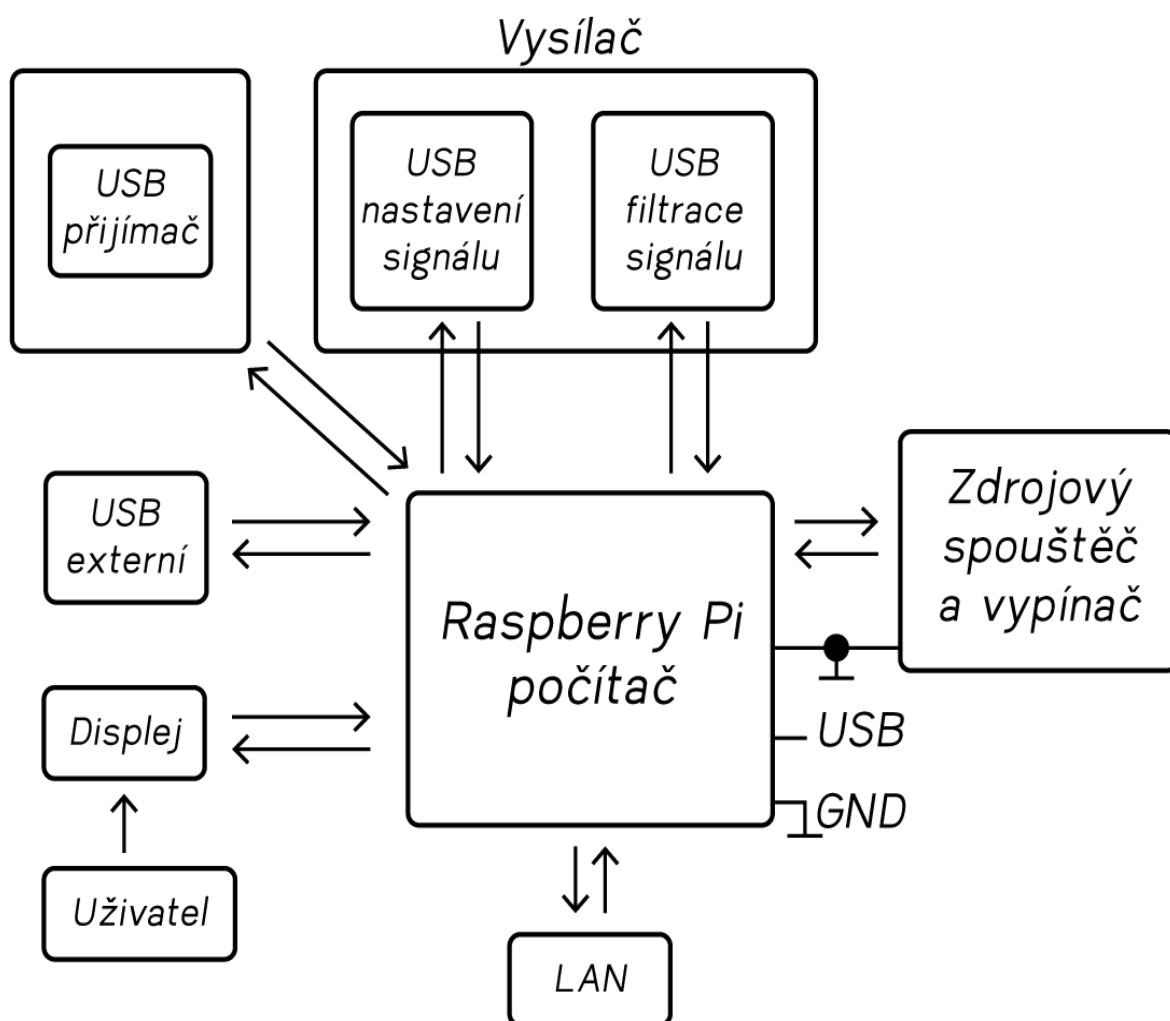 Vysílač
USB
přijímač
USB
nastavení
signálu
USB
filtrace
signálu
USB
externí
Raspberry Pi
počítač
Zdrojový
spouštěč
a vypínač
Displej
USB
GND
Uživatel
LAN